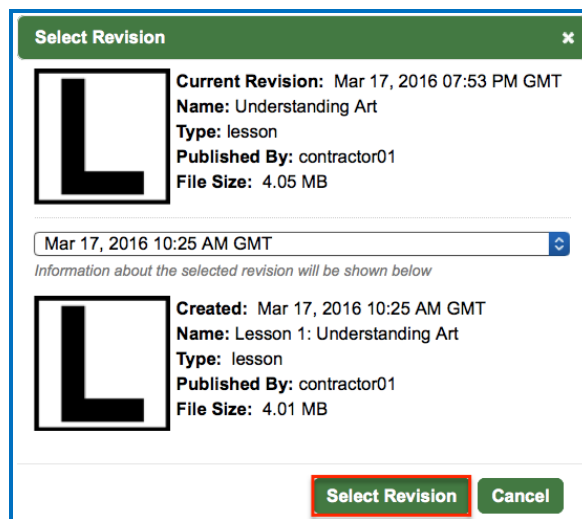 Select Revision
Current Revision: Mar 17, 2016 07:53 PM GMT
Name: Understanding Art
Type: lesson
Published By: contractor01
File Size: 4.05 MB
L
Mar 17, 2016 10:25 AM GMT
Information about the selected revision will be shown below
Created: Mar 17, 2016 10:25 AM GMT
Name: Lesson 1: Understanding Art
Type: lesson
Published By: contractor01
File Size: 4.01 MB
L
Select Revision Cancel